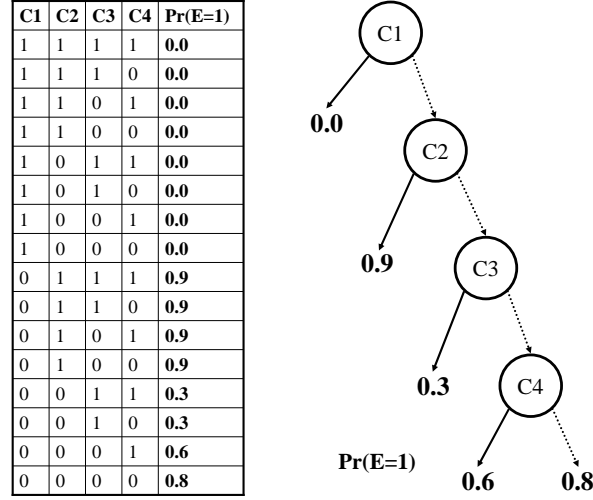 C1 C2 C3 C4 Pr(E=1)
1 1 1 1 0.0
1 1 1 0 0.0
1 1 0 1 0.0
1 1 0 0 0.0
1 0 1 1 0.0
1 0 1 0 0.0
1 0 0 1 0.0
1 0 0 0 0.0
0 1 1 1 0.9
0 1 1 0 0.9
0 1 0 1 0.9
0 1 0 0 0.9
0 0 1 1 0.3
0 0 1 0 0.3
0 0 0 1 0.6
0 0 0 0 0.8
C1
0.0
C2
0.9
C3
0.3
C4
Pr(E=1)
0.6 0.8